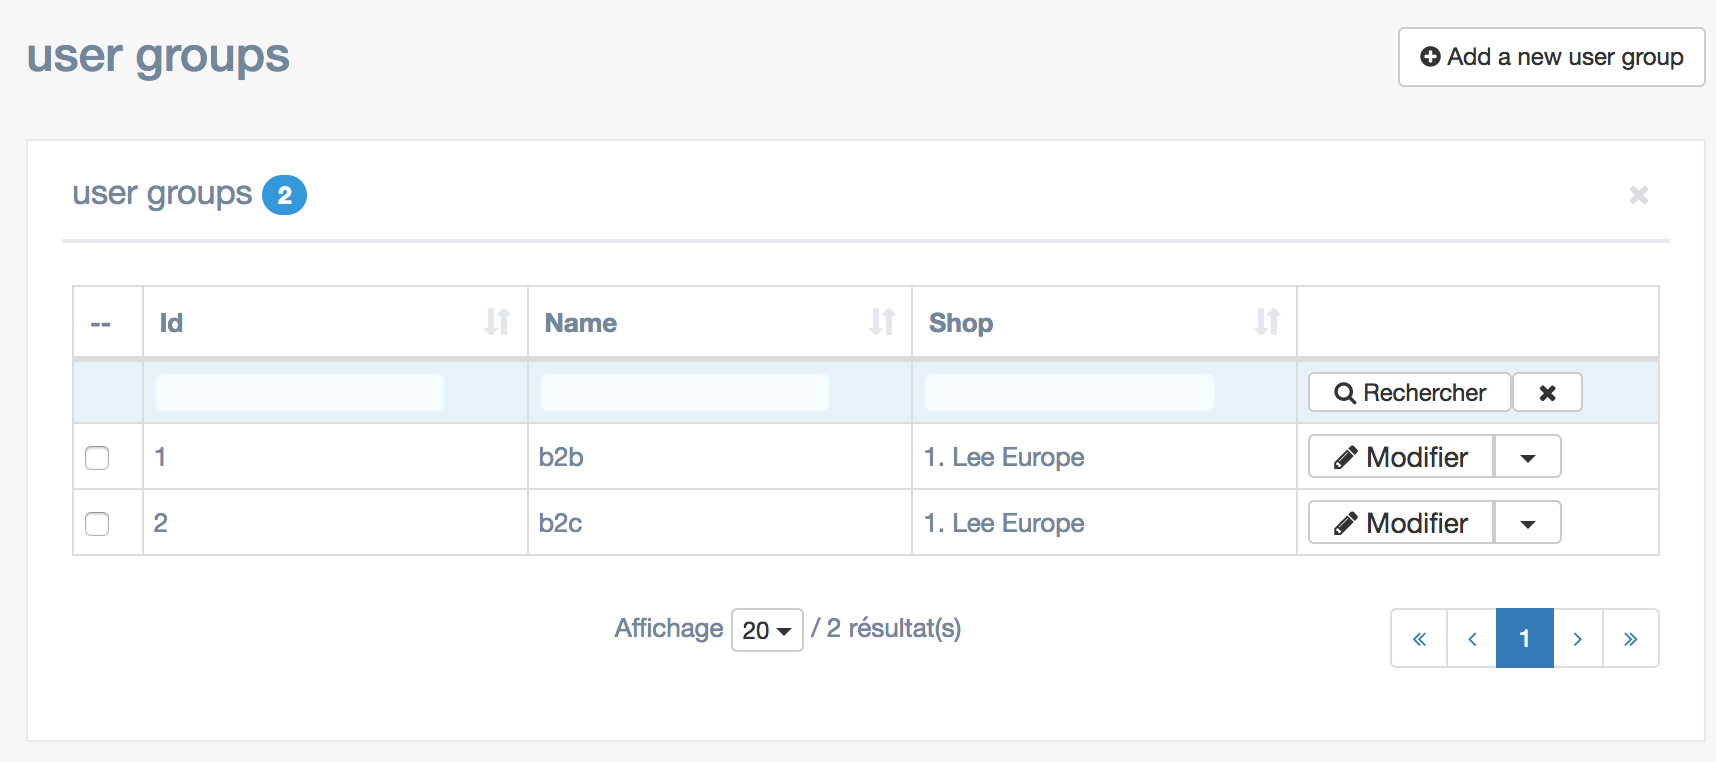 user groups
Add a new user group
user groups 2
-- Id Name Shop
Rechercher
1 b2b 1. Lee Europe Modifier
2 b2c 1. Lee Europe Modifier
Affichage 20 / 2 résultat(s)
« ‹ 1 › »